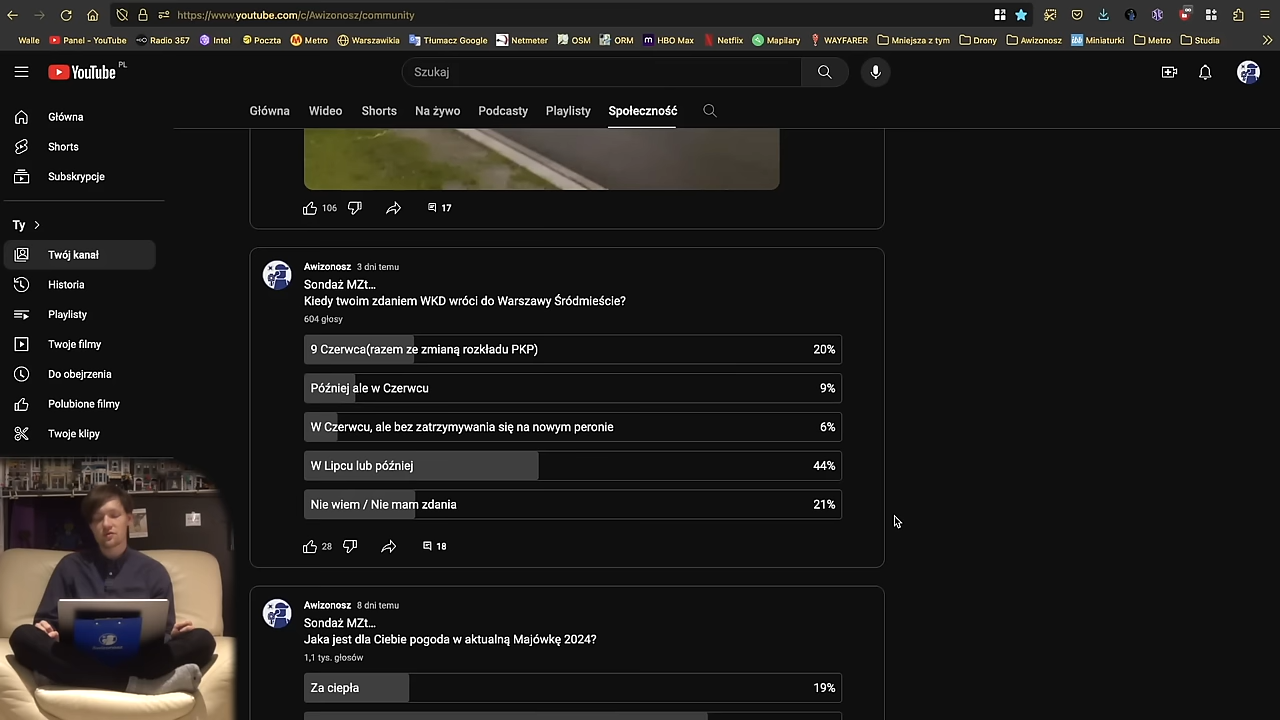 https://www.youtube.com/c/Awizonosz/community
Walle Panel - YouTube Radio 357 Intel Poczta Metro Warszawikia Tłumacz Google Netmeter OSM ORM HBO Max Netflix Mapilary WAYFARER Mniejsza z tym Drony Awizonosz Miniaturki Metro Studia
YouTube PL
Szukaj
Główna Wideo Shorts Na żywo Podcasty Playlisty Społeczność
Główna
Shorts
Subskrypcje
Ty
Twój kanał
Historia
Playlisty
Twoje filmy
Do obejrzenia
Polubione filmy
Twoje klipy
106 17
Awizonosz 3 dni temu
Sondaż MZt...
Kiedy twoim zdaniem WKD wróci do Warszawy Śródmieście?
604 głosy
9 Czerwca(razem ze zmianą rozkładu PKP) 20%
Później ale w Czerwcu 9%
W Czerwcu, ale bez zatrzymywania się na nowym peronie 6%
W Lipcu lub później 44%
Nie wiem / Nie mam zdania 21%
28 18
Awizonosz 8 dni temu
Sondaż MZt...
Jaka jest dla Ciebie pogoda w aktualną Majówkę 2024?
1,1 tys. głosów
Za ciepła 19%